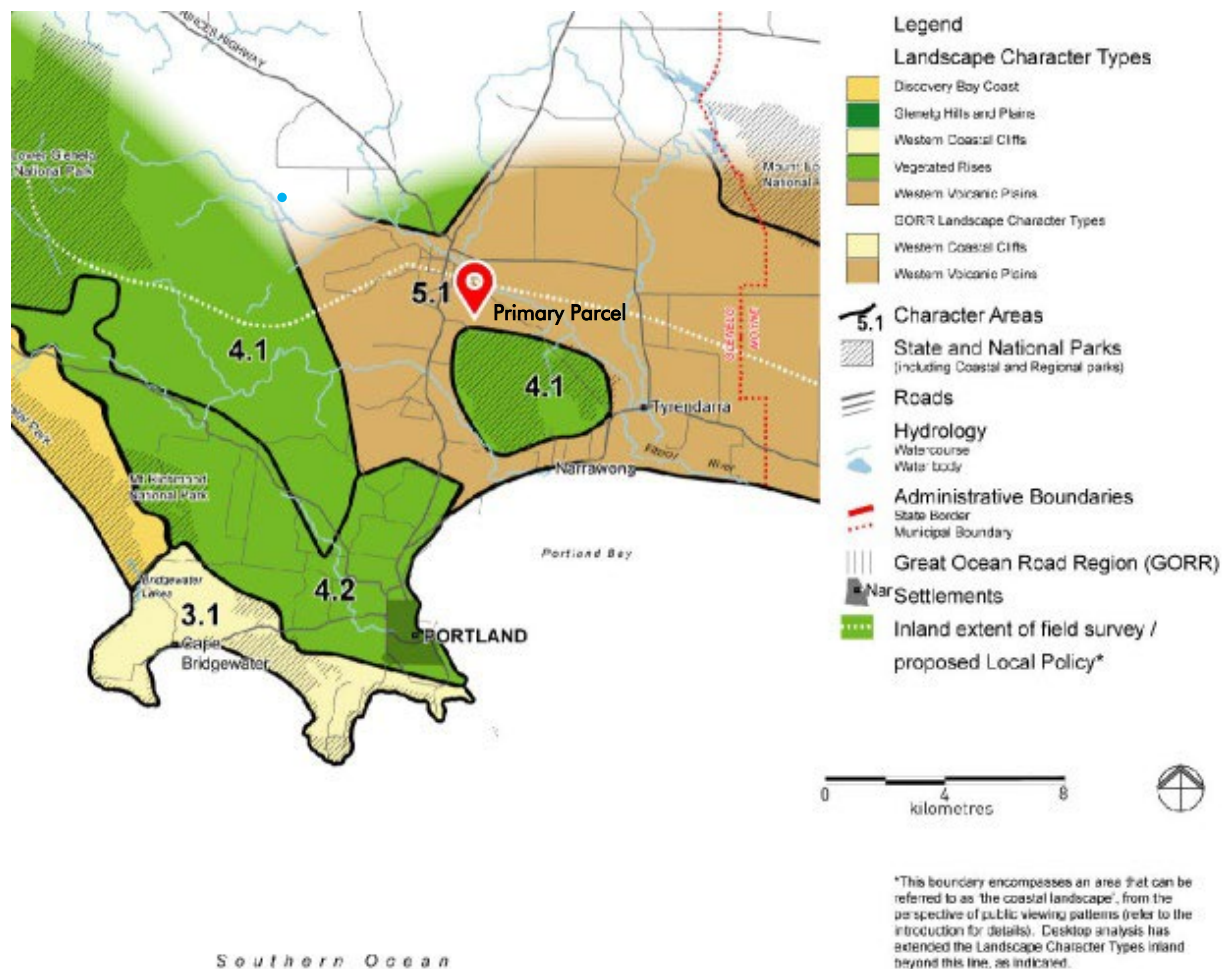 PRINCES HIGHWAY
Lower Glenelg
National Park
5.1
Primary Parcel
4.1
4.1
Tyrendarra
GLENELG
MOYNE
Narrawong
Fitzroy River
Mt Richmond
National Park
Portland Bay
Bridgewater
Lakes
4.2
3.1
PORTLAND
Cape
Bridgewater
Southern Ocean
Legend
Landscape Character Types
Discovery Bay Coast
Glenelg Hills and Plains
Western Coastal Cliffs
Vegetated Rises
Western Volcanic Plains
GORR Landscape Character Types
Western Coastal Cliffs
Western Volcanic Plains
5.1 Character Areas
State and National Parks
(including Coastal and Regional parks)
Roads
Hydrology
Watercourse
Water body
Administrative Boundaries
State Border
Municipal Boundary
Great Ocean Road Region (GORR)
Nar Settlements
Inland extent of field survey /
proposed Local Policy*
0 4 8
kilometres
*This boundary encompasses an area that can be
referred to as 'the coastal landscape', from the
perspective of public viewing patterns (refer to the
introduction for details). Desktop analysis has
extended the Landscape Character Types inland
beyond this line, as indicated.